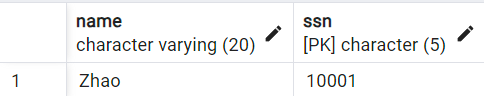 name ssn
character varying (20) [PK] character (5)
1 Zhao 10001